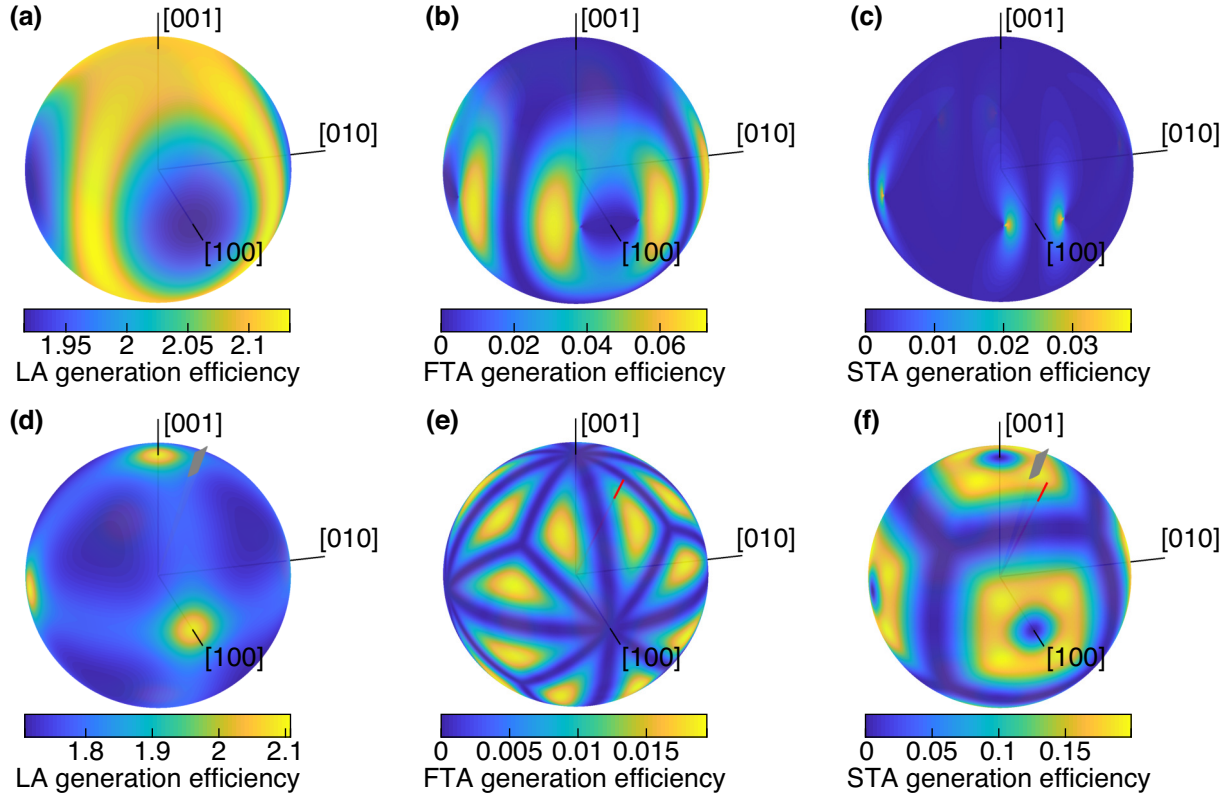 (a)
[001]
[010]
[100]
1.95 2 2.05 2.1
LA generation efficiency
(b)
[001]
[010]
[100]
0 0.02 0.04 0.06
FTA generation efficiency
(c)
[001]
[010]
[100]
0 0.01 0.02 0.03
STA generation efficiency
(d)
[001]
[010]
[100]
1.8 1.9 2 2.1
LA generation efficiency
(e)
[001]
[010]
[100]
0 0.005 0.01 0.015
FTA generation efficiency
(f)
[001]
[010]
[100]
0 0.05 0.1 0.15
STA generation efficiency